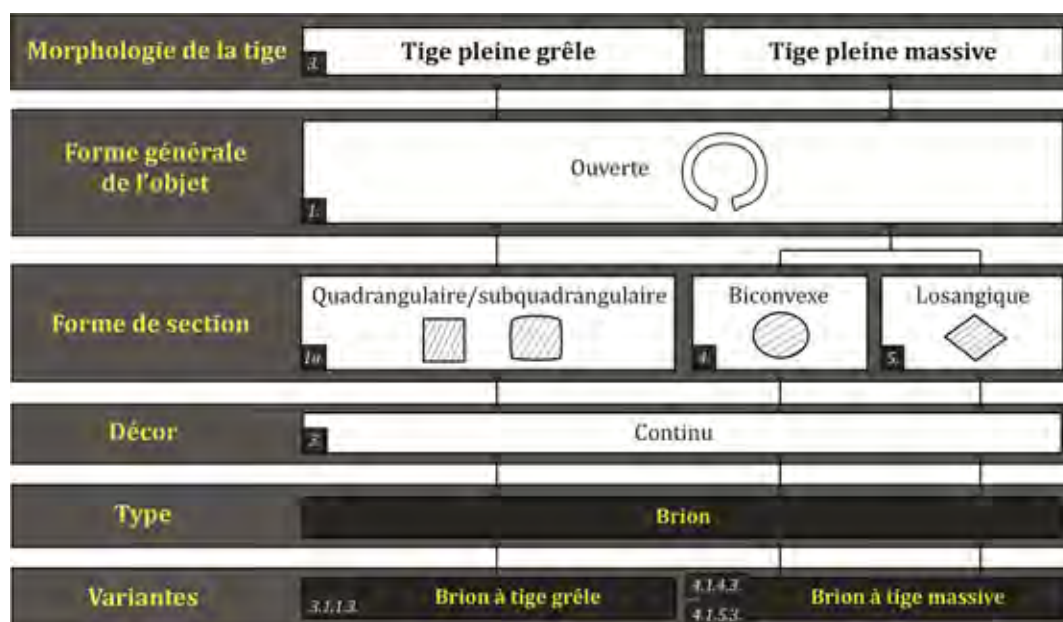 Morphologie de la tige
3.
Tige pleine grêle
Tige pleine massive
Forme générale
de l'objet
1.
Ouverte
Forme de section
Quadrangulaire/subquadrangulaire
1a.
Biconvexe
4.
Losangique
5.
Décor
3.
Continu
Type
Brion
Variantes
3.1.1.3.
Brion à tige grêle
4.1.4.3.
4.1.5.3.
Brion à tige massive